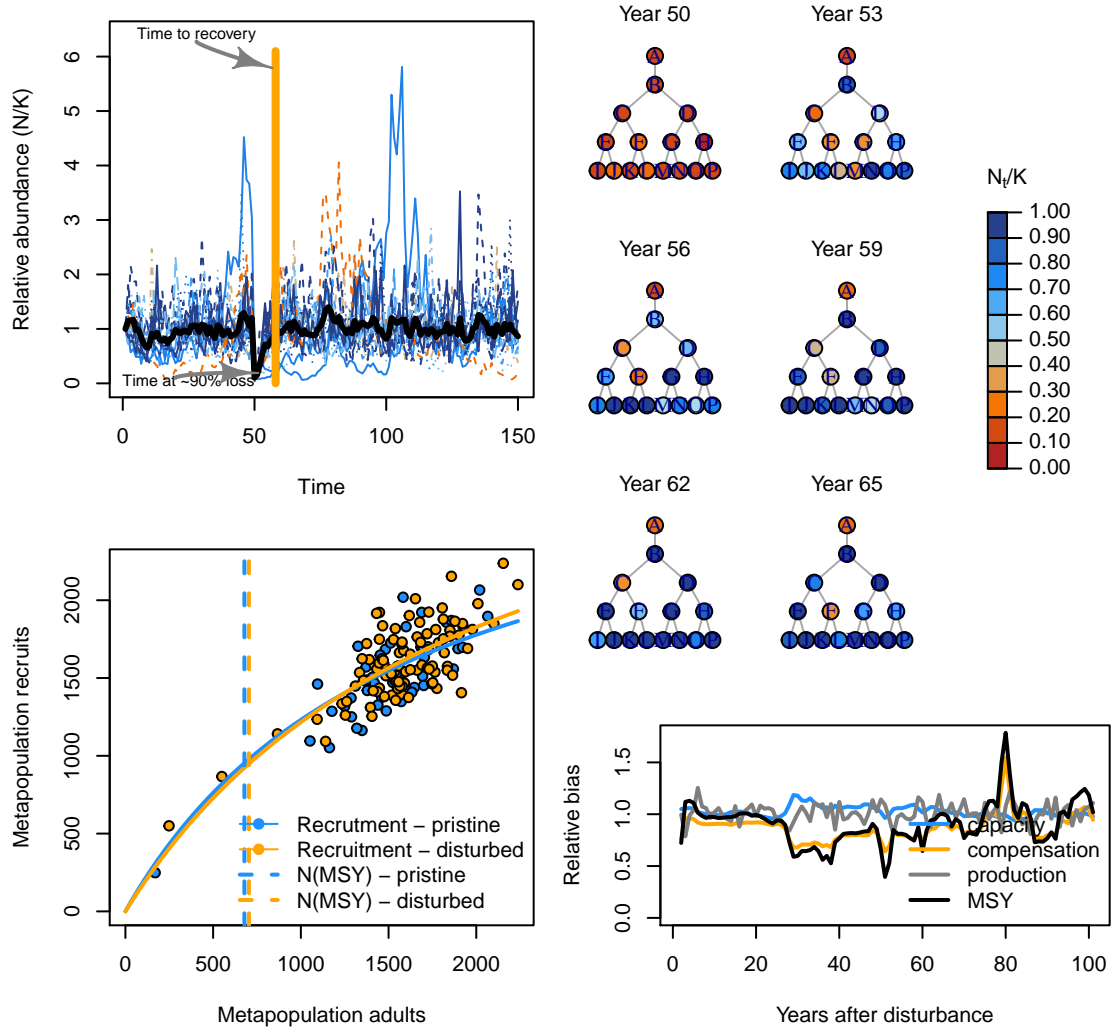 Relative abundance (N/K)
6
5
4
3
2
1
0
Time to recovery
Time at ~90% loss
0 50 100 150
Time
Year 50
A
B
Year 53
A
B
Year 56
A
B
Year 59
A
B
Year 62
A
B
Year 65
A
B
Nt/K
1.00
0.90
0.80
0.70
0.60
0.50
0.40
0.30
0.20
0.10
0.00
Metapopulation recruits
2000
1500
1000
500
0
Recrutment – pristine
Recruitment – disturbed
N(MSY) – pristine
N(MSY) – disturbed
0 500 1000 1500 2000
Metapopulation adults
Relative bias
1.5
1.0
0.5
0.0
capacity
compensation
production
MSY
0 20 40 60 80 100
Years after disturbance